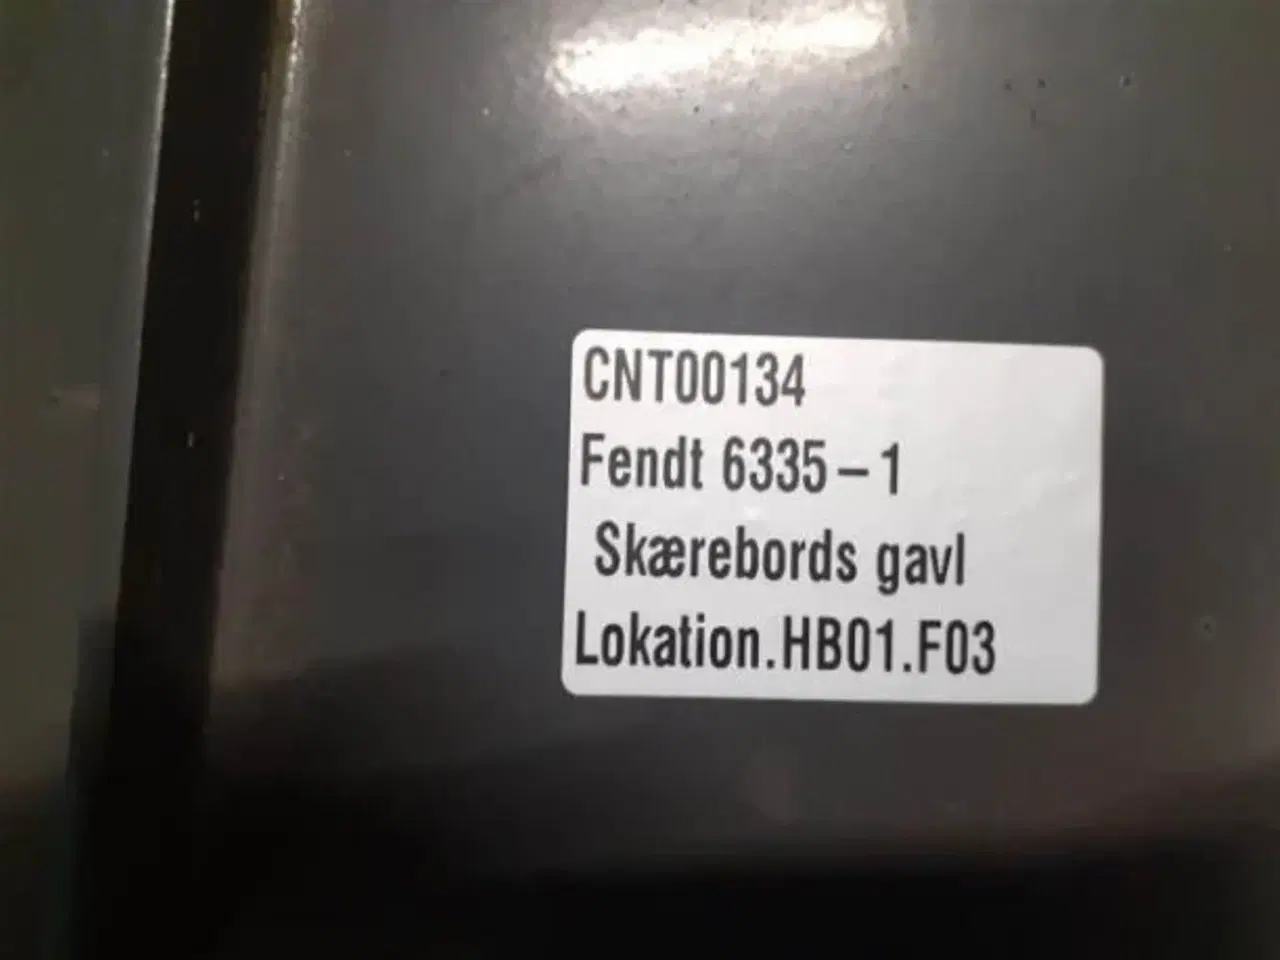 CNT00134
Fendt 6335-1
Skærebords gavl
Lokation.HB01.F03